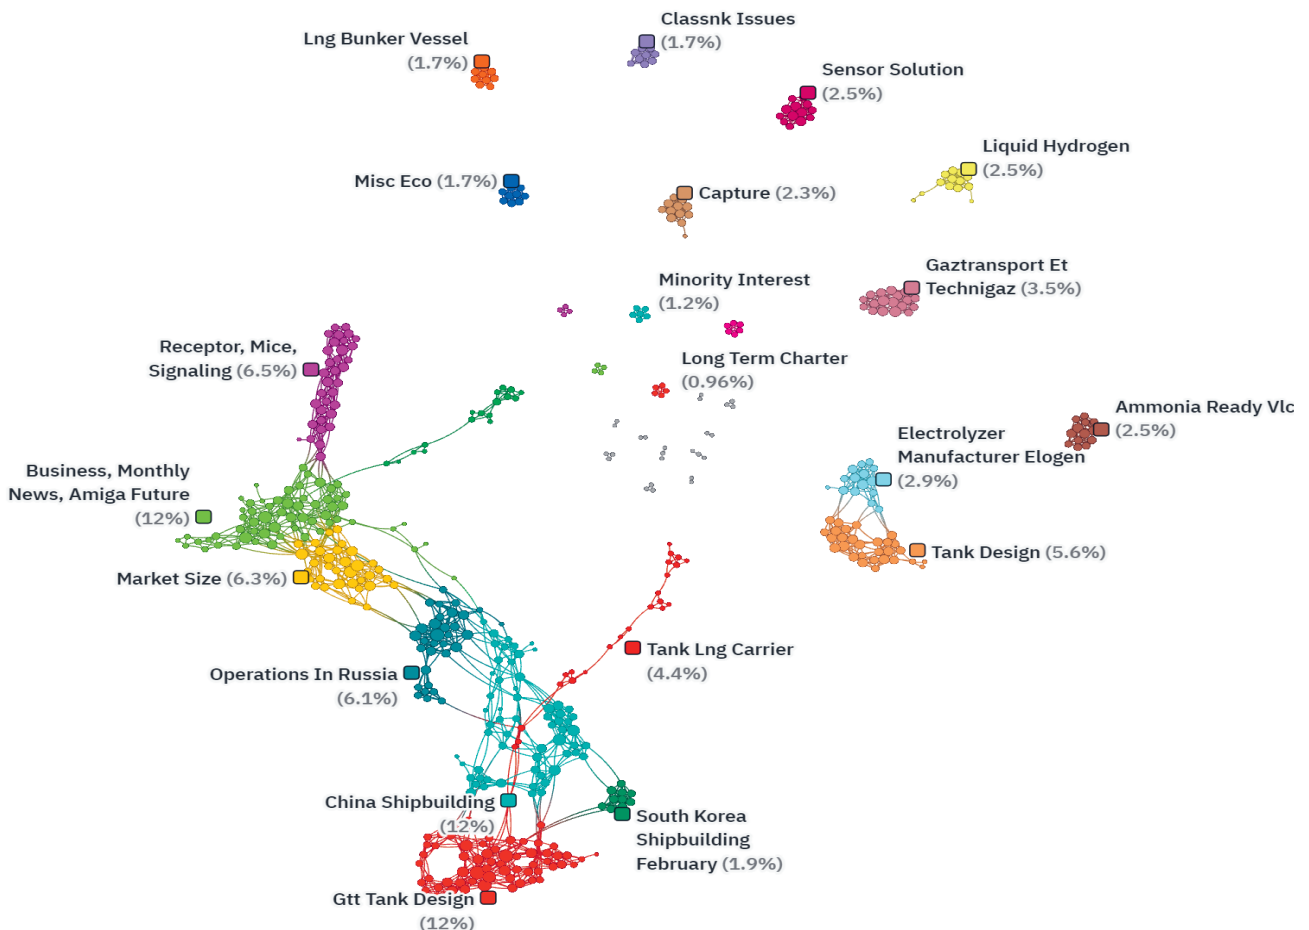 Classnk Issues
(1.7%)
Lng Bunker Vessel
(1.7%)
Sensor Solution
(2.5%)
Liquid Hydrogen
(2.5%)
Misc Eco (1.7%)
Capture (2.3%)
Gaztransport Et
Technigaz (3.5%)
Minority Interest
(1.2%)
Receptor, Mice,
Signaling (6.5%)
Long Term Charter
(0.96%)
Ammonia Ready Vlc
(2.5%)
Electrolyzer
Manufacturer Elogen
(2.9%)
Business, Monthly
News, Amiga Future
(12%)
Tank Design (5.6%)
Market Size (6.3%)
Tank Lng Carrier
(4.4%)
Operations In Russia
(6.1%)
China Shipbuilding
(12%)
South Korea
Shipbuilding
February (1.9%)
Gtt Tank Design
(12%)